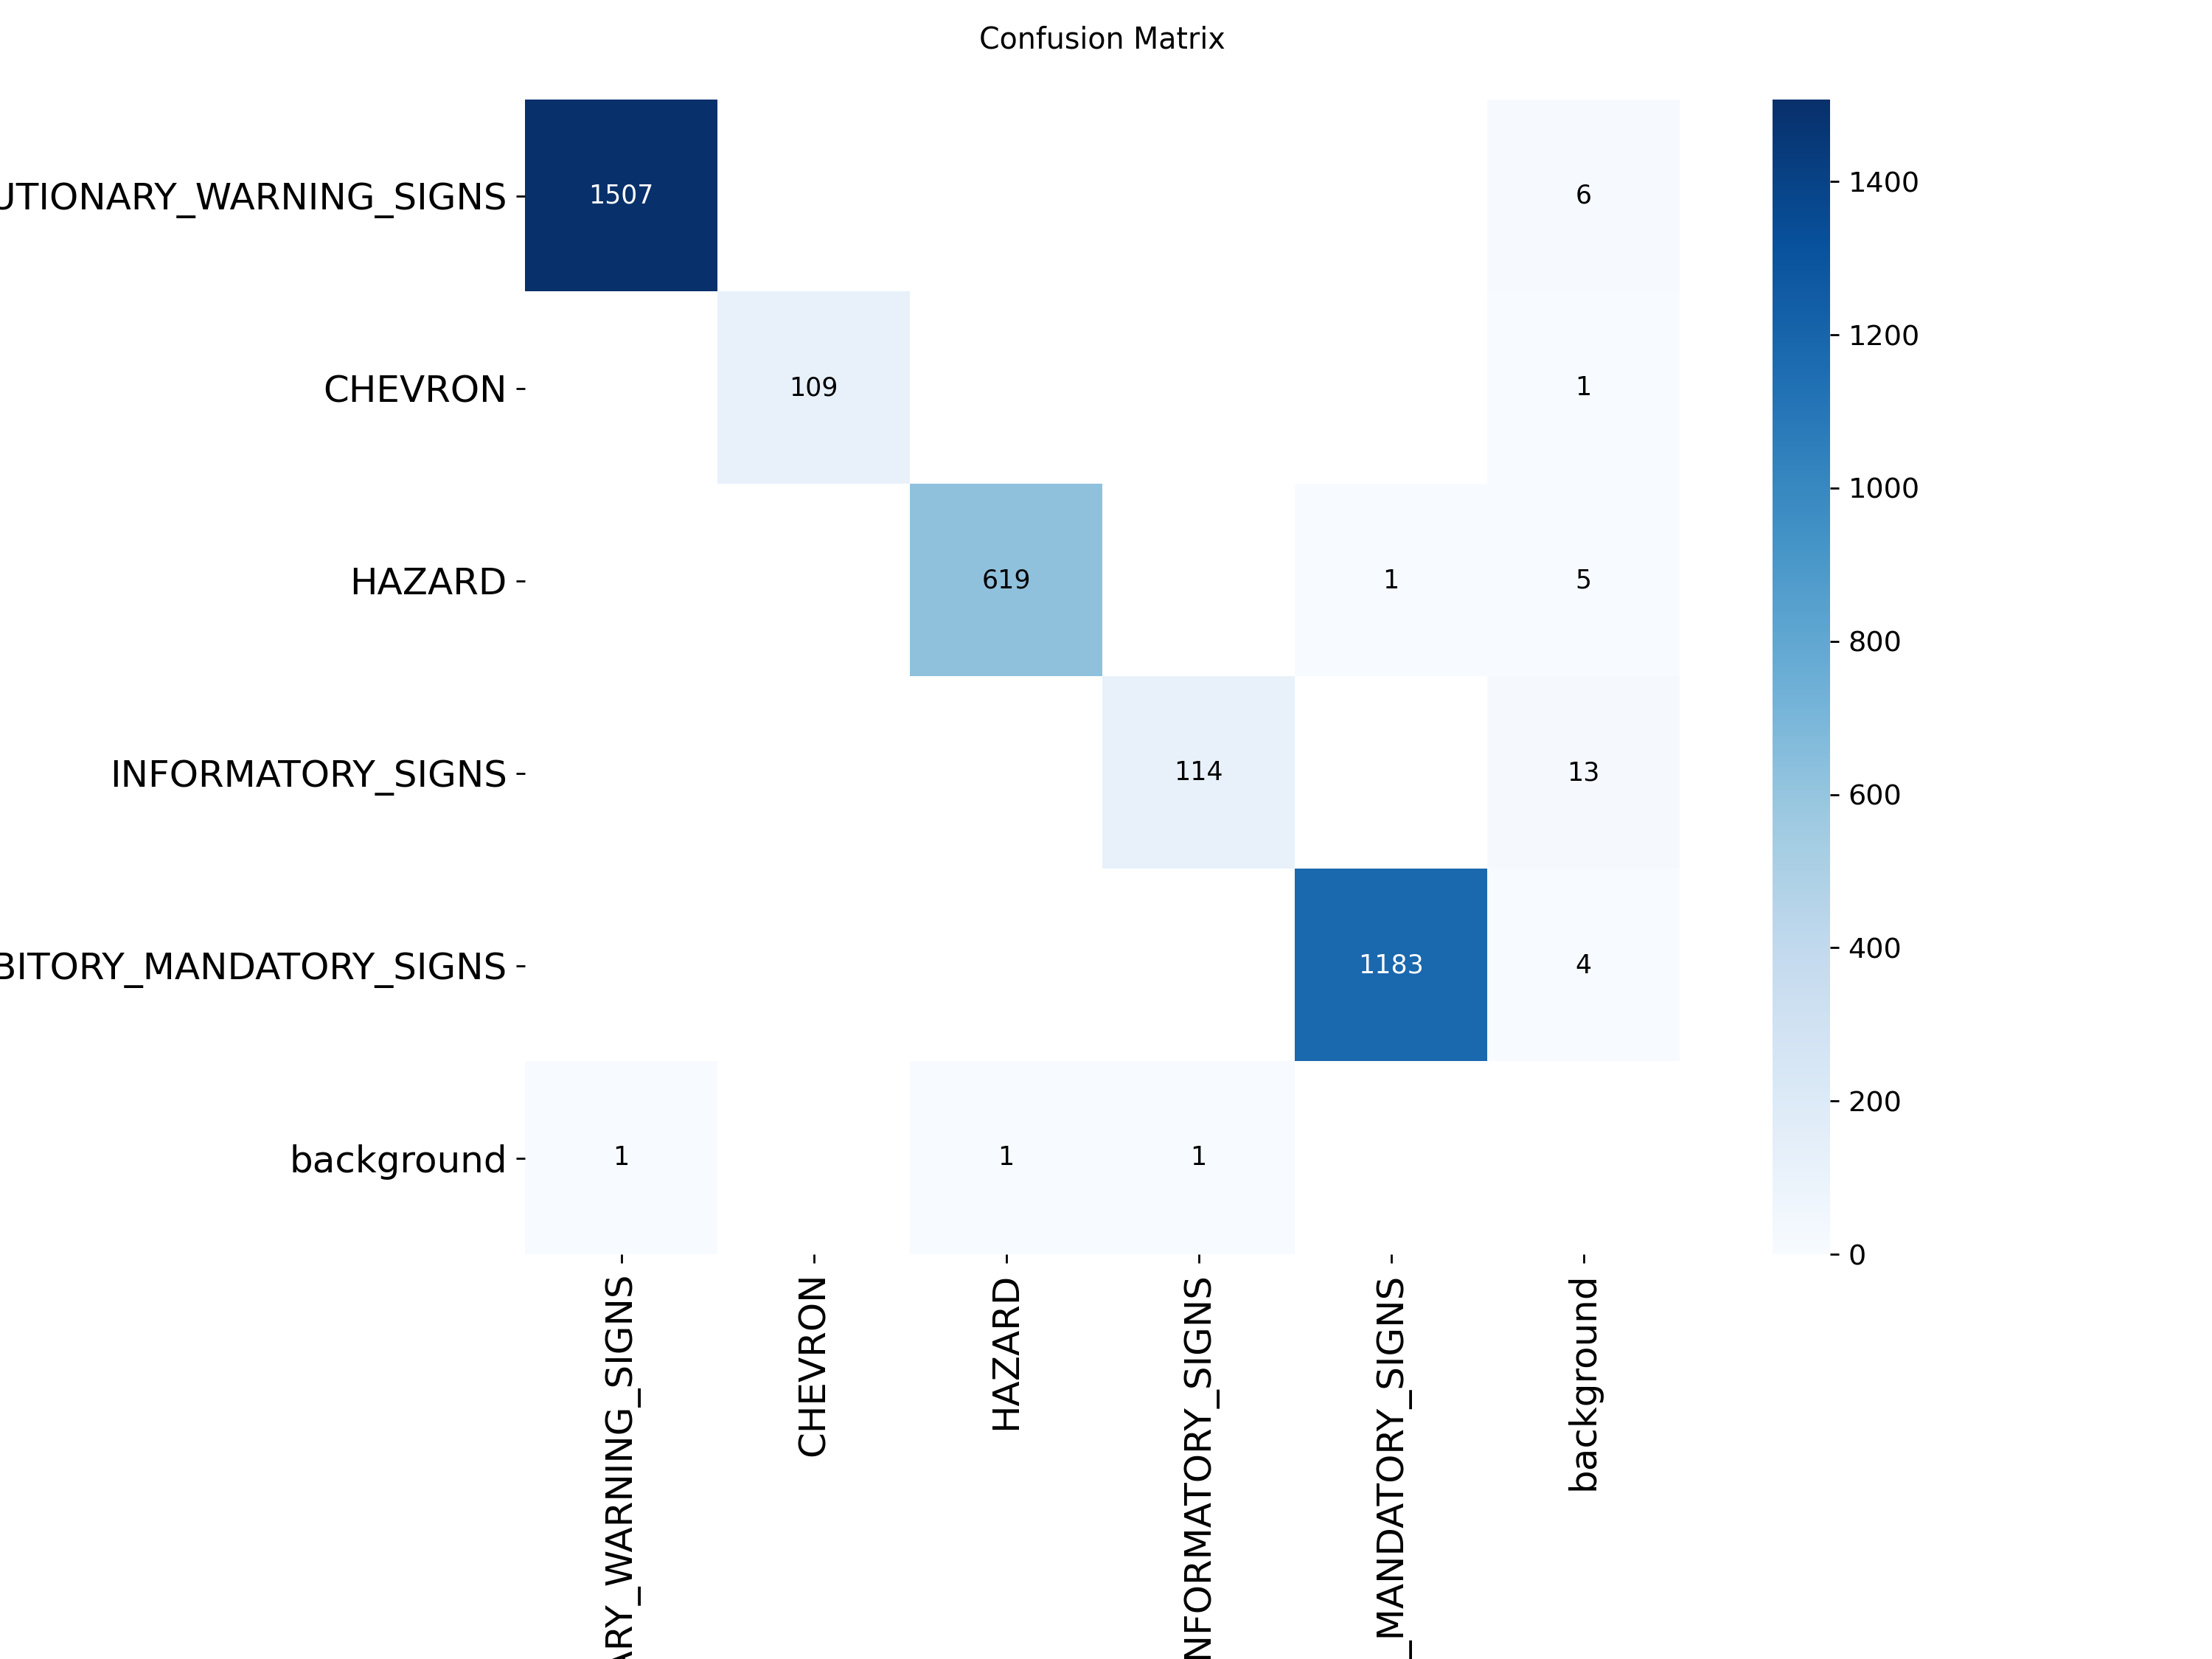 Confusion Matrix
UTIONARY_WARNING_SIGNS 1507 6
CHEVRON 109 1
HAZARD 619 1 5
INFORMATORY_SIGNS 114 13
BITORY_MANDATORY_SIGNS 1183 4
background 1 1 1
ARY_WARNING_SIGNS
CHEVRON
HAZARD
NFORMATORY_SIGNS
_MANDATORY_SIGNS
background
1400
1200
1000
800
600
400
200
0